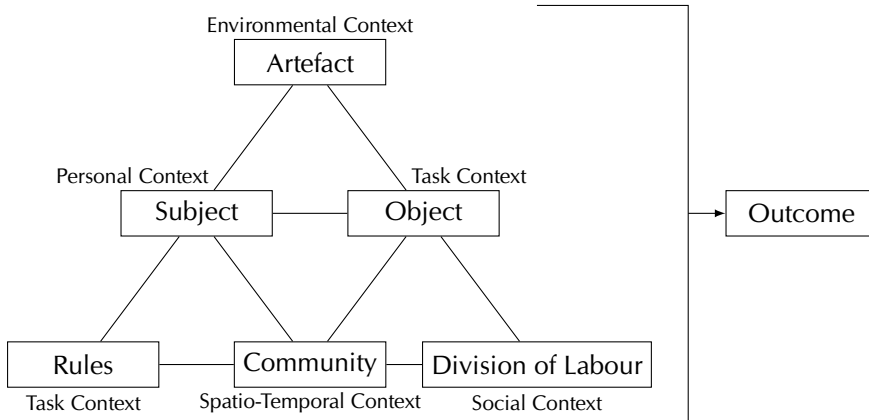 Environmental Context
Artefact
Personal Context
Task Context
Subject
Object
Outcome
Rules
Community
Division of Labour
Task Context
Spatio-Temporal Context
Social Context